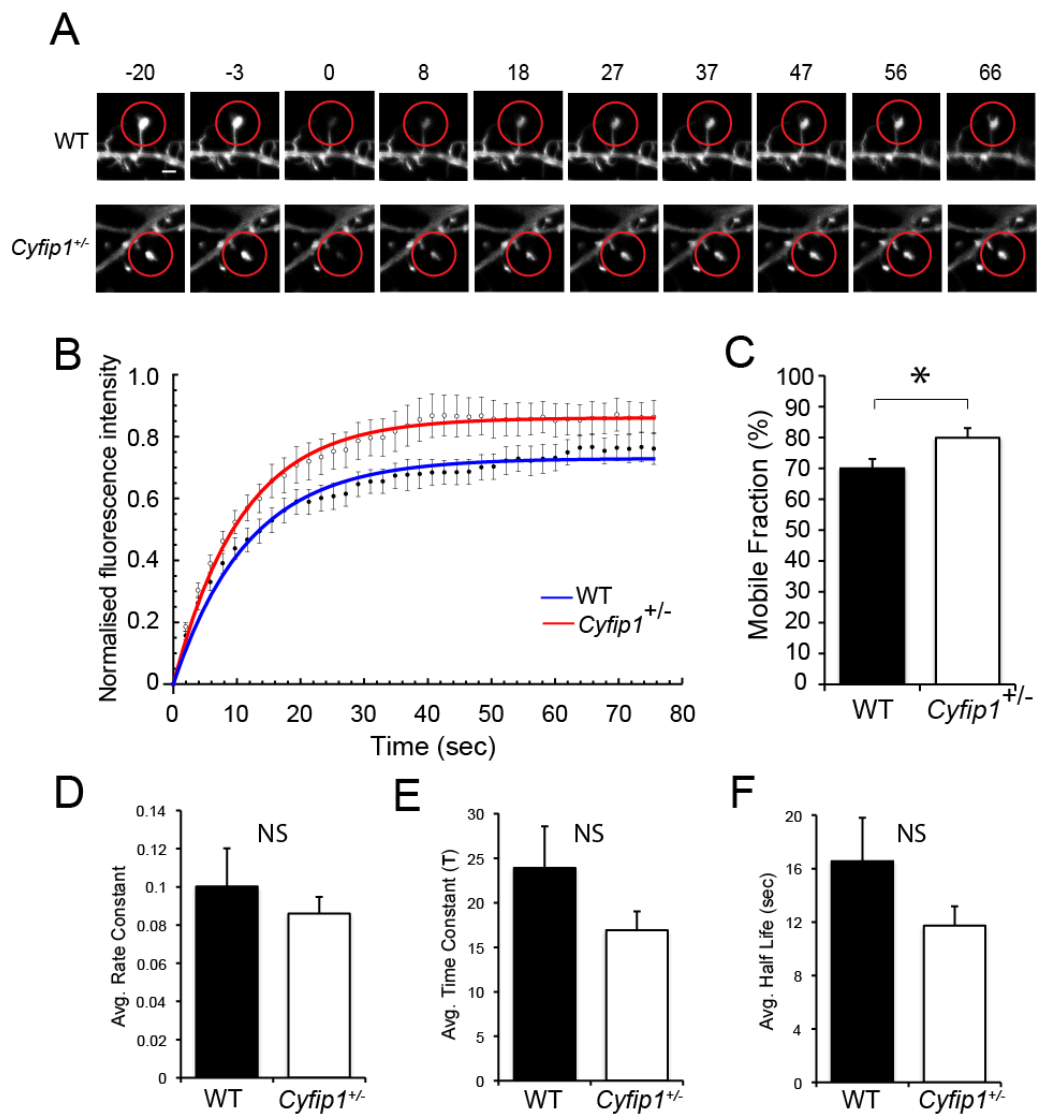 A
-20 -3 0 8 18 27 37 47 56 66
WT
Cyfip1+/-
B
Normalised fluorescence intensity
1.0
0.8
0.6
0.4
0.2
0
0 10 20 30 40 50 60 70 80
Time (sec)
WT
Cyfip1+/-
C
Mobile Fraction (%)
100
90
80
70
60
50
40
30
20
10
0
*
WT Cyfip1+/-
D
Avg. Rate Constant
0.14
0.12
0.1
0.08
0.06
0.04
0.02
0
NS
WT Cyfip1+/-
E
Avg. Time Constant (T)
30
25
20
15
10
5
0
NS
WT Cyfip1+/-
F
Avg. Half Life (sec)
20
16
12
8
4
0
NS
WT Cyfip1+/-